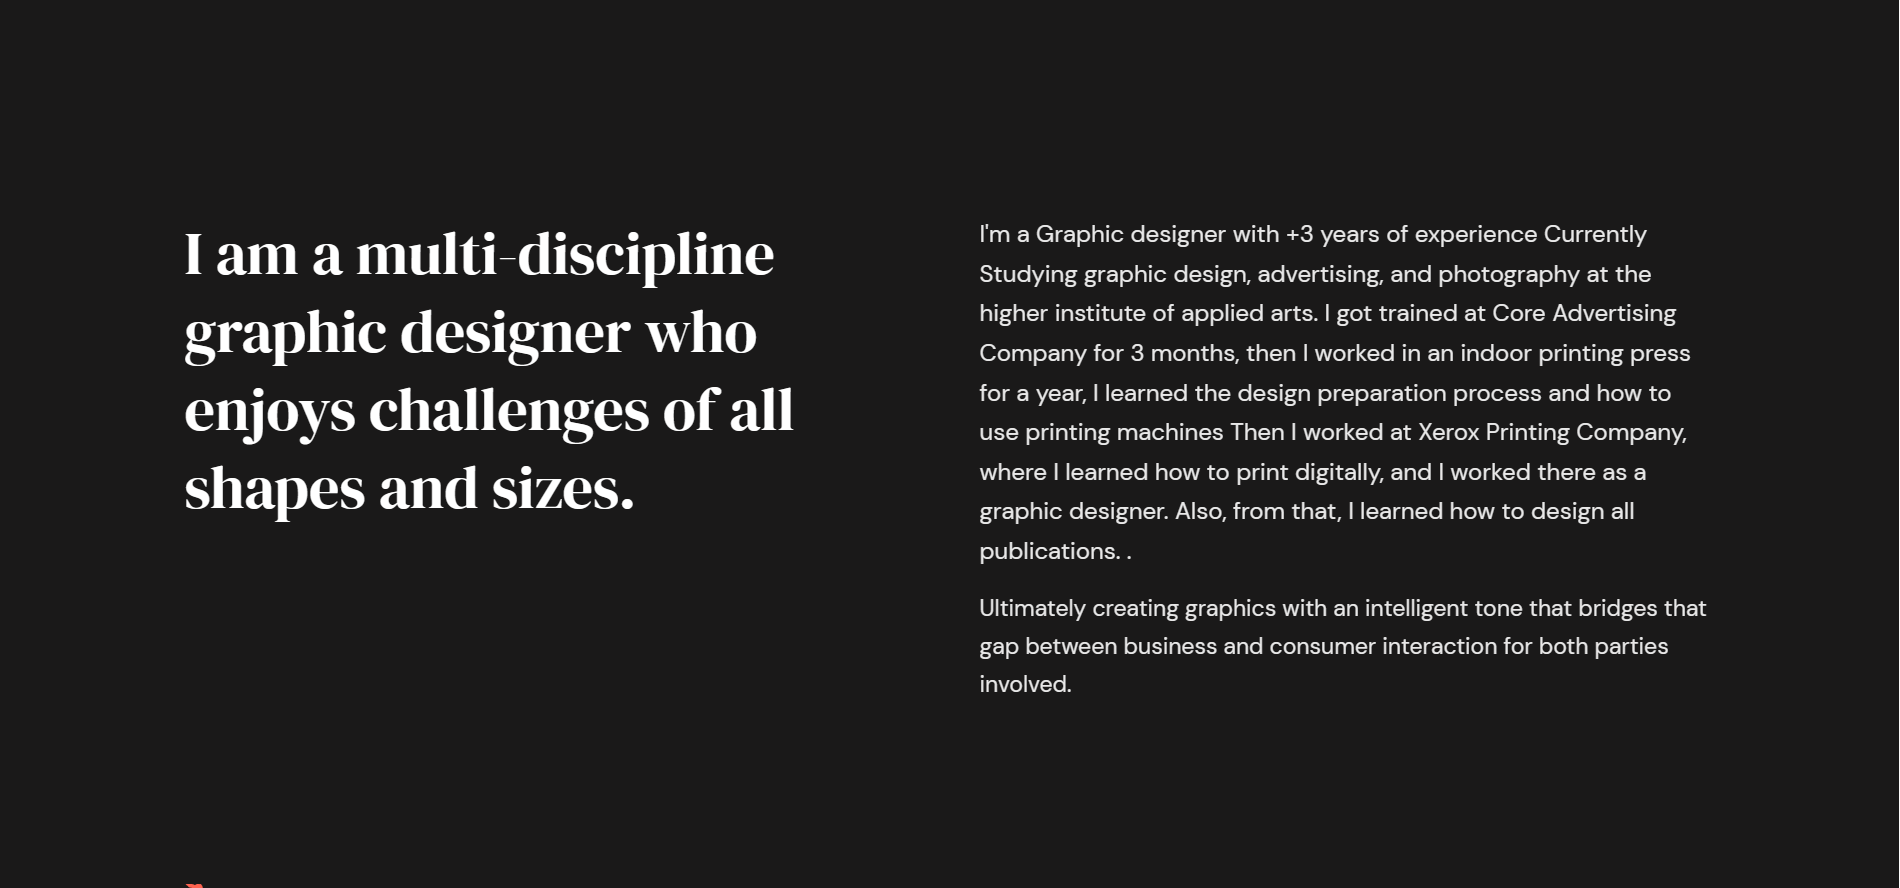 I am a multi-discipline
graphic designer who
enjoys challenges of all
shapes and sizes.
I'm a Graphic designer with +3 years of experience Currently
Studying graphic design, advertising, and photography at the
higher institute of applied arts. I got trained at Core Advertising
Company for 3 months, then I worked in an indoor printing press
for a year, I learned the design preparation process and how to
use printing machines Then I worked at Xerox Printing Company,
where I learned how to print digitally, and I worked there as a
graphic designer. Also, from that, I learned how to design all
publications. .
Ultimately creating graphics with an intelligent tone that bridges that
gap between business and consumer interaction for both parties
involved.